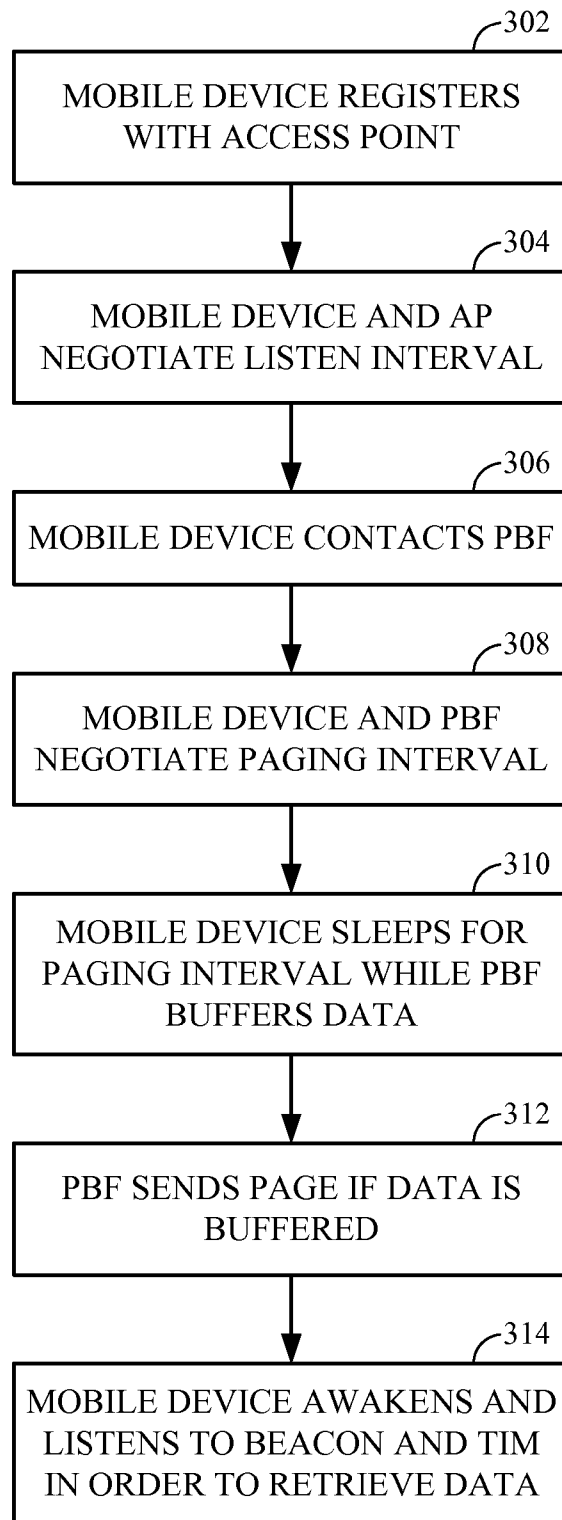 302
MOBILE DEVICE REGISTERS
WITH ACCESS POINT
304
MOBILE DEVICE AND AP
NEGOTIATE LISTEN INTERVAL
306
MOBILE DEVICE CONTACTS PBF
308
MOBILE DEVICE AND PBF
NEGOTIATE PAGING INTERVAL
310
MOBILE DEVICE SLEEPS FOR
PAGING INTERVAL WHILE PBF
BUFFERS DATA
312
PBF SENDS PAGE IF DATA IS
BUFFERED
314
MOBILE DEVICE AWAKENS AND
LISTENS TO BEACON AND TIM
IN ORDER TO RETRIEVE DATA